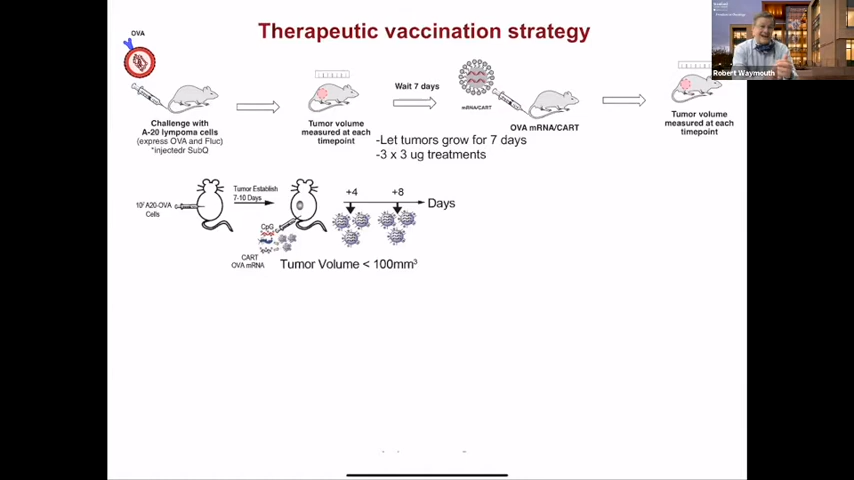 Therapeutic vaccination strategy
Robert Waymouth
OVA
Challenge with
A-20 lympoma cells
(express OVA and Fluc)
*injectedr SubQ
Tumor volume
measured at each
timepoint
Wait 7 days
mRNA/CART
OVA mRNA/CART
Tumor volume
measured at each
timepoint
-Let tumors grow for 7 days
-3 x 3 ug treatments
A20-OVA
Cells
Tumor Establish
7-10 Days
CpG
CART
OVA mRNA
+4
+8
Days
Tumor Volume < 100mm³